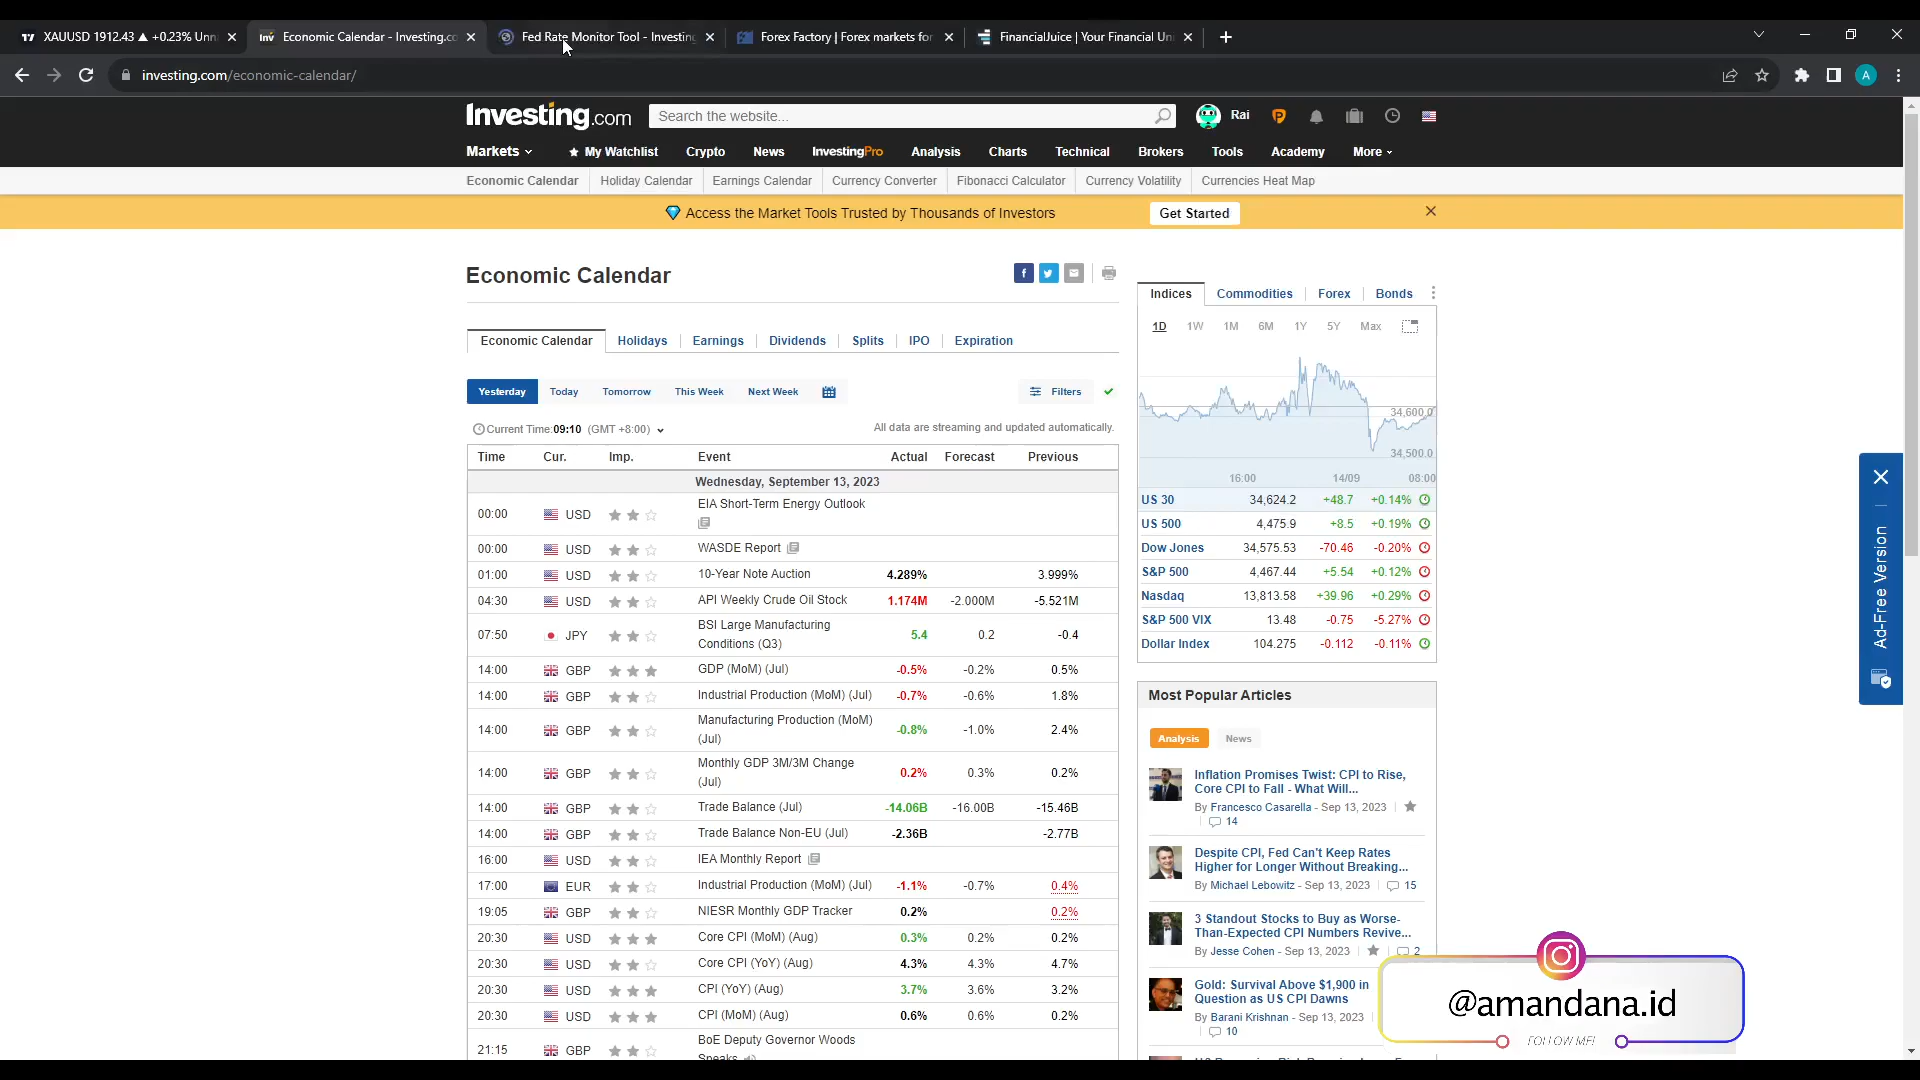 XAUUSD 1912.43 ▲ +0.23% Unn
Economic Calendar - Investing.co
Fed Rate Monitor Tool - Investing
Forex Factory | Forex markets for
FinancialJuice | Your Financial Un
investing.com/economic-calendar/
A
Investing.com
Search the website...
Rai
Markets
My Watchlist
Crypto
News
InvestingPro
Analysis
Charts
Technical
Brokers
Tools
Academy
More
Economic Calendar
Holiday Calendar
Earnings Calendar
Currency Converter
Fibonacci Calculator
Currency Volatility
Currencies Heat Map
Access the Market Tools Trusted by Thousands of Investors
Get Started
Economic Calendar
Economic Calendar Holidays Earnings Dividends Splits IPO Expiration
Yesterday Today Tomorrow This Week Next Week Filters
Current Time:09:10 (GMT +8:00) All data are streaming and updated automatically.
Time Cur. Imp. Event Actual Forecast Previous
Wednesday, September 13, 2023
00:00 USD EIA Short-Term Energy Outlook
00:00 USD WASDE Report
01:00 USD 10-Year Note Auction 4.289% 3.999%
04:30 USD API Weekly Crude Oil Stock 1.174M -2.000M -5.521M
07:50 JPY BSI Large Manufacturing Conditions (Q3) 5.4 0.2 -0.4
14:00 GBP GDP (MoM) (Jul) -0.5% -0.2% 0.5%
14:00 GBP Industrial Production (MoM) (Jul) -0.7% -0.6% 1.8%
14:00 GBP Manufacturing Production (MoM) (Jul) -0.8% -1.0% 2.4%
14:00 GBP Monthly GDP 3M/3M Change (Jul) 0.2% 0.3% 0.2%
14:00 GBP Trade Balance (Jul) -14.06B -16.00B -15.46B
14:00 GBP Trade Balance Non-EU (Jul) -2.36B -2.77B
16:00 USD IEA Monthly Report
17:00 EUR Industrial Production (MoM) (Jul) -1.1% -0.7% 0.4%
19:05 GBP NIESR Monthly GDP Tracker 0.2% 0.2%
20:30 USD Core CPI (MoM) (Aug) 0.3% 0.2% 0.2%
20:30 USD Core CPI (YoY) (Aug) 4.3% 4.3% 4.7%
20:30 USD CPI (YoY) (Aug) 3.7% 3.6% 3.2%
20:30 USD CPI (MoM) (Aug) 0.6% 0.6% 0.2%
21:15 GBP BoE Deputy Governor Woods
Speaks
Indices Commodities Forex Bonds
1D 1W 1M 6M 1Y 5Y Max
34,600.0
34,500.0
16:00 14/09 08:00
US 30 34,624.2 +48.7 +0.14%
US 500 4,475.9 +8.5 +0.19%
Dow Jones 34,575.53 -70.46 -0.20%
S&P 500 4,467.44 +5.54 +0.12%
Nasdaq 13,813.58 +39.96 +0.29%
S&P 500 VIX 13.48 -0.75 -5.27%
Dollar Index 104.275 -0.112 -0.11%
Most Popular Articles
Analysis News
Inflation Promises Twist: CPI to Rise,
Core CPI to Fall - What Will...
By Francesco Casarella - Sep 13, 2023
14
Despite CPI, Fed Can't Keep Rates
Higher for Longer Without Breaking...
By Michael Lebowitz - Sep 13, 2023 15
3 Standout Stocks to Buy as Worse-
Than-Expected CPI Numbers Revive...
By Jesse Cohen - Sep 13, 2023 2
Gold: Survival Above $1,900 in
Question as US CPI Dawns
By Barani Krishnan - Sep 13, 2023
10
Ad-Free Version
@amandana.id
FOLLOW ME!